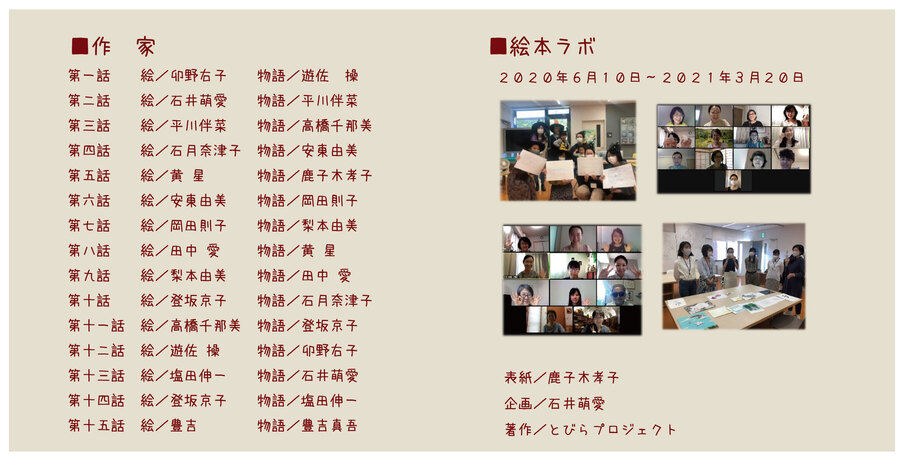 ■作　家
第一話　絵／卯野右子　物語／遊佐　操
第二話　絵／石井萌愛　物語／平川伴菜
第三話　絵／平川伴菜　物語／高橋千那美
第四話　絵／石月奈津子　物語／安東由美
第五話　絵／黄 星　物語／鹿子木孝子
第六話　絵／安東由美　物語／岡田則子
第七話　絵／岡田則子　物語／梨本由美
第八話　絵／田中 愛　物語／黄 星
第九話　絵／梨本由美　物語／田中 愛
第十話　絵／登坂京子　物語／石月奈津子
第十一話　絵／高橋千那美　物語／登坂京子
第十二話　絵／遊佐 操　物語／卯野右子
第十三話　絵／塩田伸一　物語／石井萌愛
第十四話　絵／登坂京子　物語／塩田伸一
第十五話　絵／豊吉　物語／豊吉真吾
■絵本ラボ
２０２０年６月１０日～２０２１年３月２０日
表紙／鹿子木孝子
企画／石井萌愛
著作／とびらプロジェクト